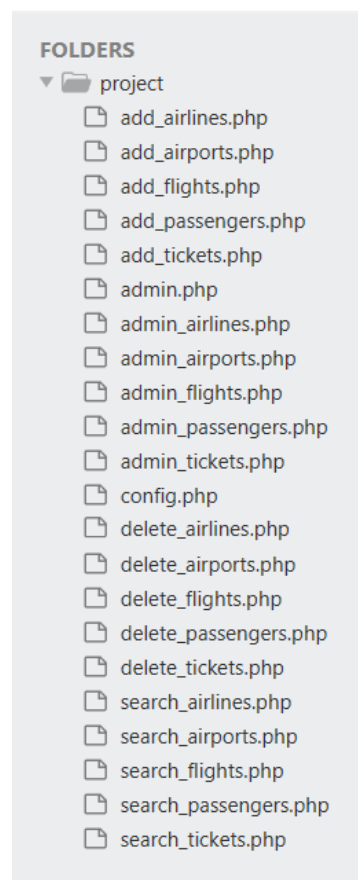 FOLDERS
project
add_airlines.php
add_airports.php
add_flights.php
add_passengers.php
add_tickets.php
admin.php
admin_airlines.php
admin_airports.php
admin_flights.php
admin_passengers.php
admin_tickets.php
config.php
delete_airlines.php
delete_airports.php
delete_flights.php
delete_passengers.php
delete_tickets.php
search_airlines.php
search_airports.php
search_flights.php
search_passengers.php
search_tickets.php